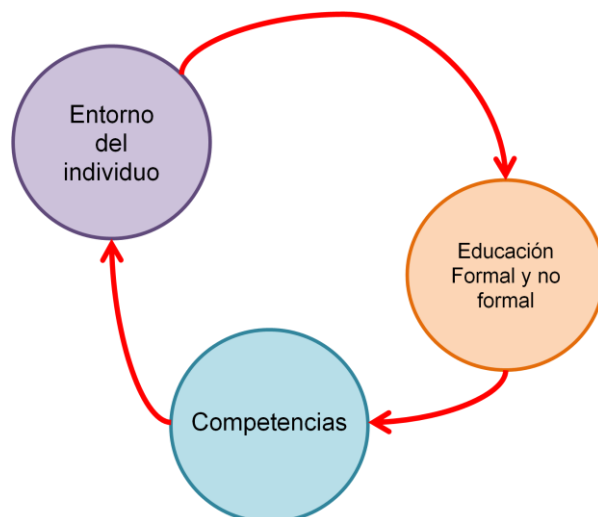 Entorno
del
individuo
Educación
Formal y no
formal
Competencias